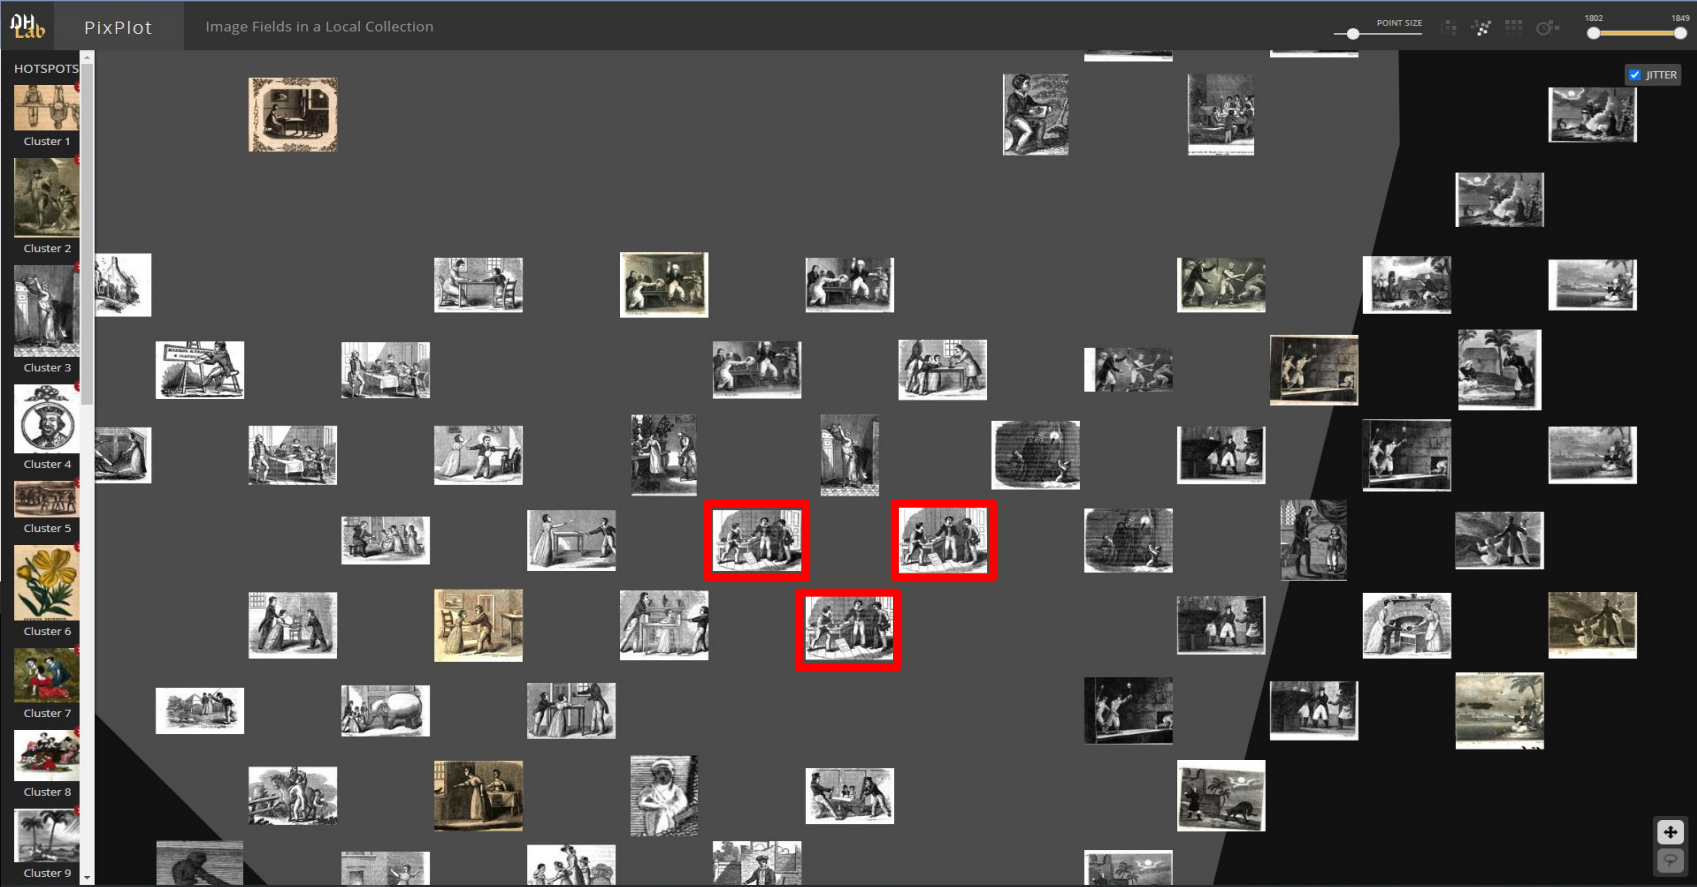 DH
Lab
PixPlot
Image Fields in a Local Collection
POINT SIZE
1802
1849
HOTSPOTS
JITTER
Cluster 1
Cluster 2
Cluster 3
Cluster 4
Cluster 5
Cluster 6
Cluster 7
Cluster 8
Cluster 9